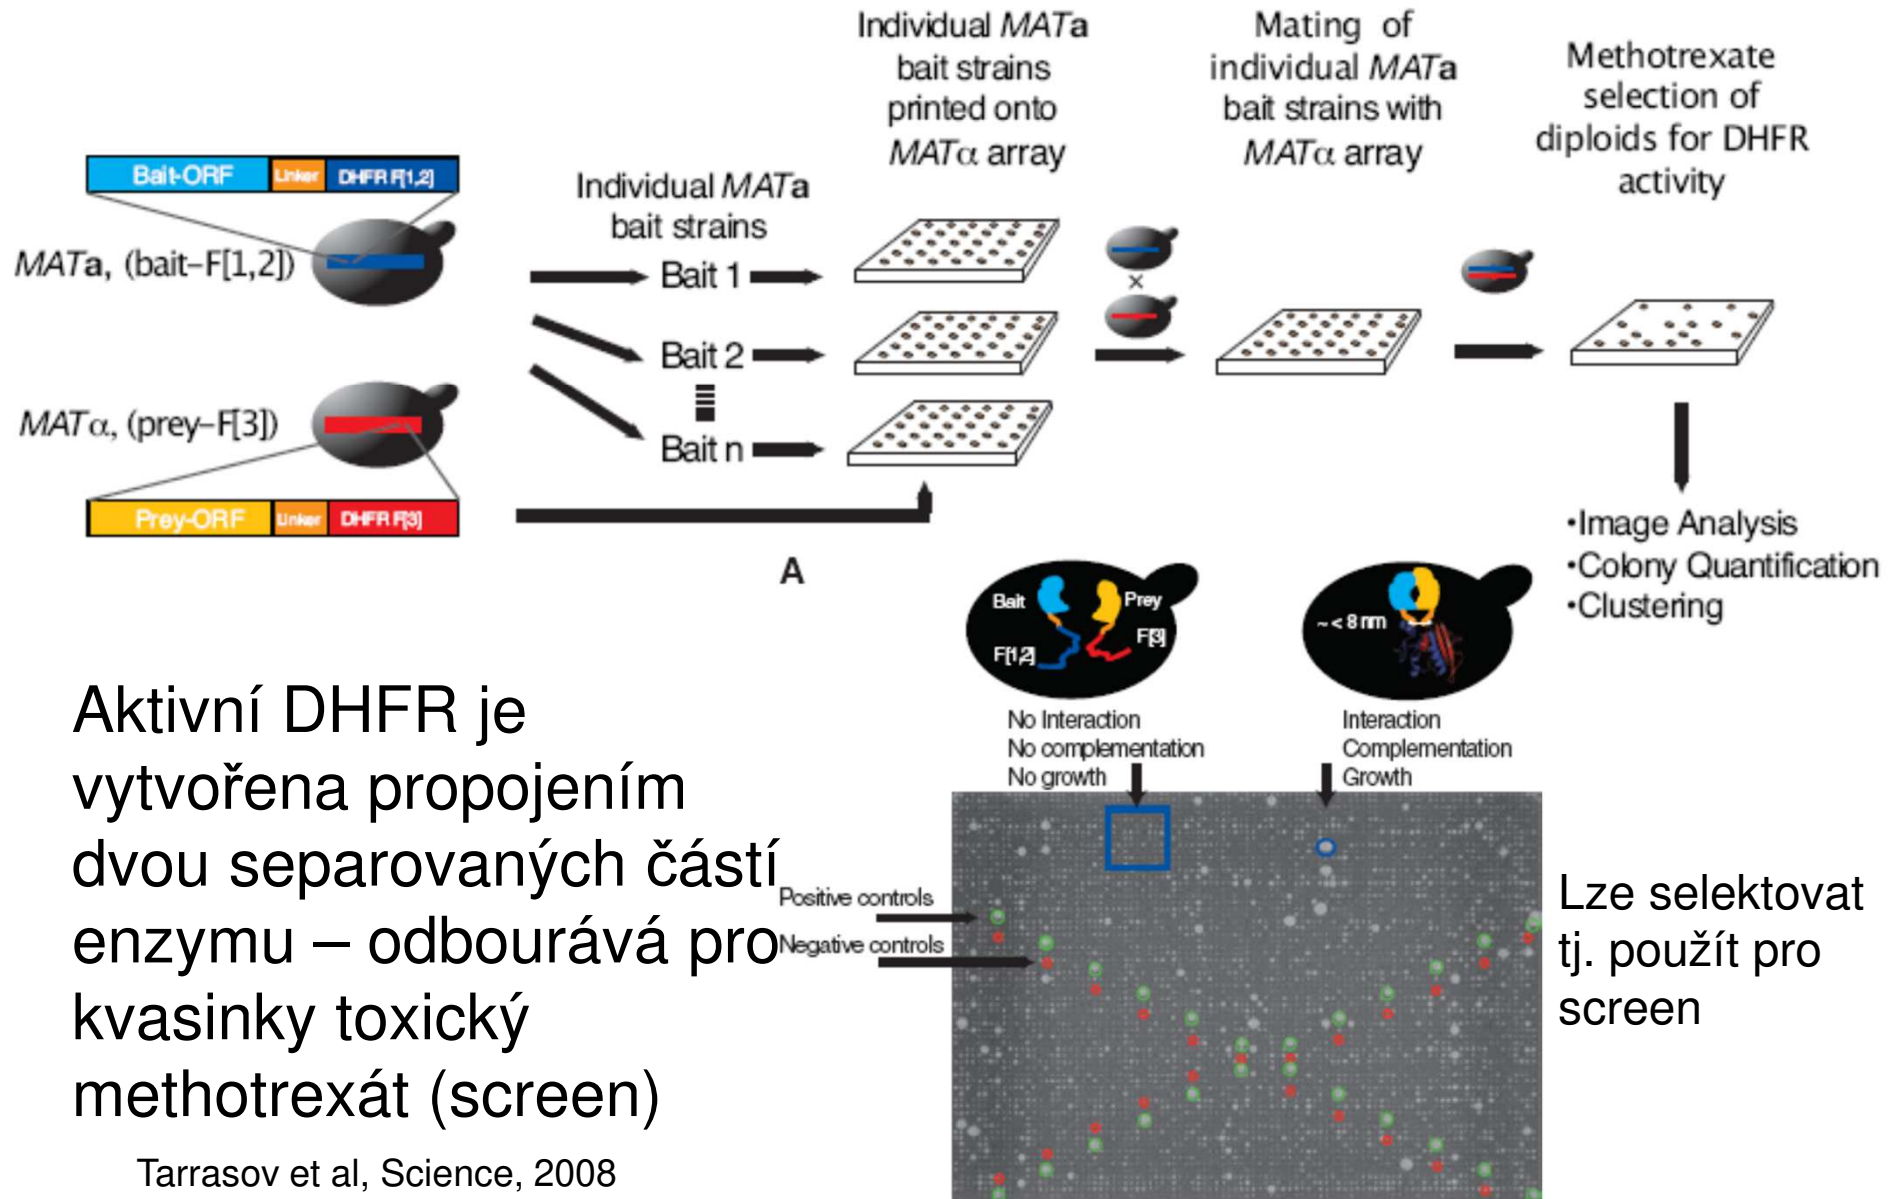 Individual MATa
bait strains
printed onto
MATα array
Mating of
individual MATa
bait strains with
MATα array
Methotrexate
selection of
diploids for DHFR
activity
Bait-ORF
Linker
DHFR F[1,2]
MATa, (bait–F[1,2])
Individual MATa
bait strains
Bait 1
Bait 2
Bait n
×
MATα, (prey–F[3])
Prey-ORF
Linker
DHFR F[3]
•Image Analysis
•Colony Quantification
•Clustering
A
Bait
Prey
F[1,2]
F[3]
~ < 8 nm
No Interaction
No complementation
No growth
Interaction
Complementation
Growth
Positive controls
Negative controls
Aktivní DHFR je
vytvořena propojením
dvou separovaných částí
enzymu – odbourává pro
kvasinky toxický
methotrexát (screen)
Tarrasov et al, Science, 2008
Lze selektovat
tj. použít pro
screen